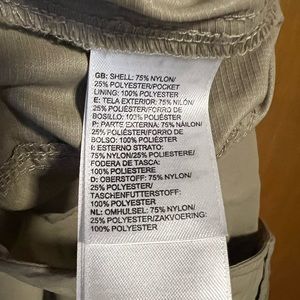 GB: SHELL: 75% NYLON/
25% POLYESTER/POCKET
LINING: 100% POLYESTER
E: TELA EXTERIOR: 75% NILÓN/
25% POLIÉSTER/FORRO DE
BOSILLO: 100% POLIÉSTER
P: PARTE EXTERNA: 75% NÁILON/
25% POLIÉSTER/FORRO DE
BOLSO: 100% POLIÉSTER
I: ESTERNO STRATO:
75% NYLON/25% POLIESTERE/
FODERA DE TASCA:
100% POLIESTERE
D: OBERSTOFF: 75% NYLON/
25% POLYESTER/
TASCHENFUTTERSTOFF:
100% POLYESTER
NL: OMHULSEL: 75% NYLON/
25% POLYESTER/ZAKVOERING:
100% POLYESTER